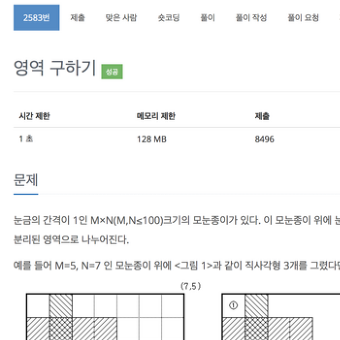 2583번 제출 맞은 사람 숏코딩 풀이 풀이 작성 풀이 요청
영역 구하기 성공
시간 제한 메모리 제한 제출
1 초 128 MB 8496
문제
눈금의 간격이 1인 M×N(M,N≤100)크기의 모눈종이가 있다. 이 모눈종이 위에
분리된 영역으로 나누어진다.
예를 들어 M=5, N=7 인 모눈종이 위에 <그림 1>과 같이 직사각형 3개를 그렸다면
(7,5)
①